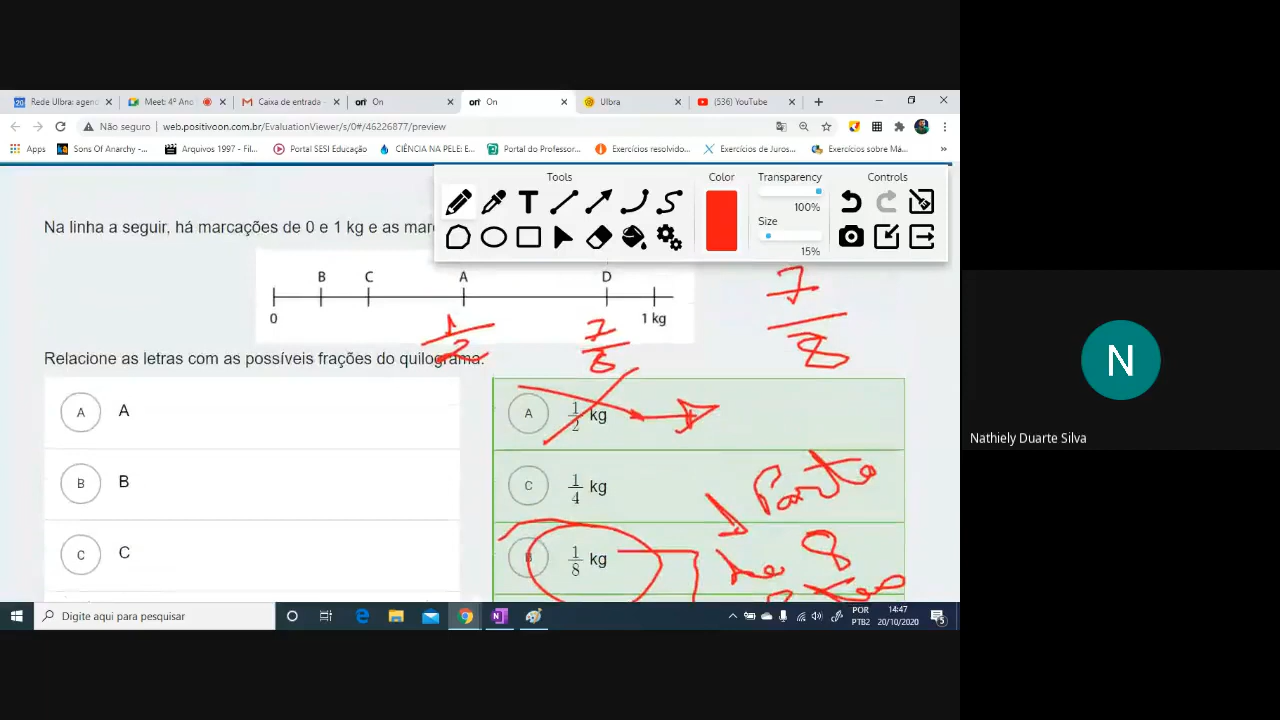 Rede Ulbra: agen
Meet: 4º Ano
Caixa de entrada -
On
On
Ulbra
(536) YouTube
Não seguro
web.positivoon.com.br/EvaluationViewer/s/0#/46226877/preview
Apps
Sons Of Anarchy -...
Arquivos 1997 - Fil...
Portal SESI Educação
CIÊNCIA NA PELE: E...
Portal do Professor...
Exercícios resolvido...
Exercícios de Juros...
Exercícios sobre Má...
»
Tools
Color
Transparency
Controls
100%
Size
15%
Na linha a seguir, há marcações de 0 e 1 kg e as mar
B C A D
0 1 kg
1/2 7/8
7/8
Relacione as letras com as possíveis frações do quilograma.
A A
B B
C C
A 1/2 kg
C 1/4 kg
B 1/8 kg
Parte
8
Digite aqui para pesquisar
POR
PTB2
14:47
20/10/2020
5
N
Nathiely Duarte Silva